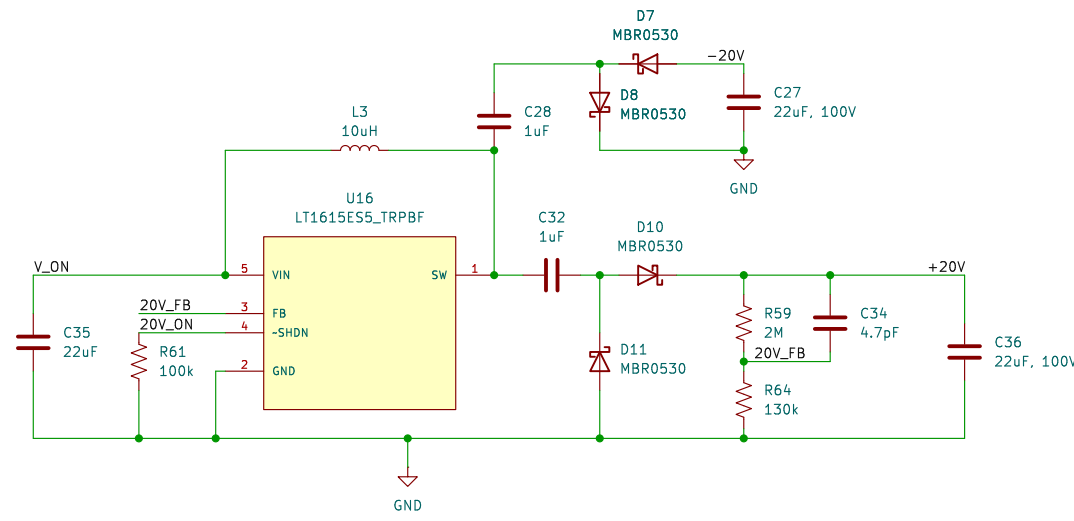 D7
MBR0530
-20V
D8
MBR0530
C27
22uF, 100V
C28
1uF
L3
10uH
GND
U16
LT1615ES5_TRPBF
C32
1uF
D10
MBR0530
V_ON
5
VIN
SW
1
+20V
20V_FB
3
FB
20V_ON
4
~SHDN
R59
2M
C34
4.7pF
C35
22uF
R61
100k
2
GND
D11
MBR0530
20V_FB
C36
22uF, 100V
R64
130k
GND